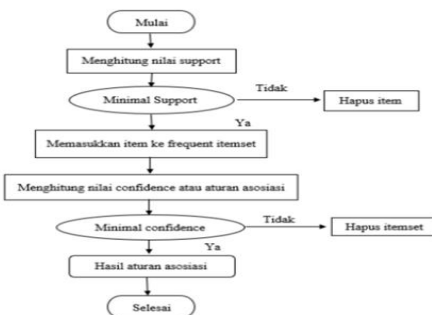 Mulai
Menghitung nilai support
Tidak
Minimal Support
Hapus item
Ya
Memasukkan item ke frequent itemset
Menghitung nilai confidence atau aturan asosiasi
Tidak
Minimal confidence
Hapus itemset
Ya
Hasil aturan asosiasi
Selesai